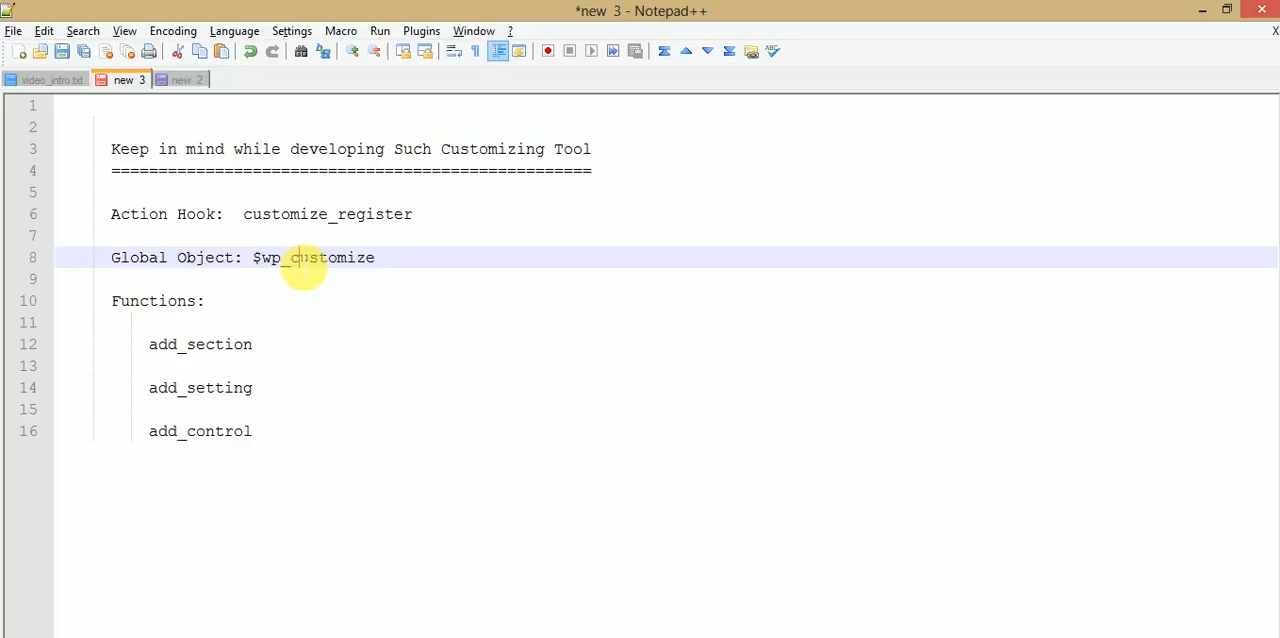 *new 3 - Notepad++
File Edit Search View Encoding Language Settings Macro Run Plugins Window ? X
video_intro.txt new 3 new 2
1
2
3 Keep in mind while developing Such Customizing Tool
4 ===================================================
5
6 Action Hook: customize_register
7
8 Global Object: $wp_customize
9
10 Functions:
11
12 add_section
13
14 add_setting
15
16 add_control